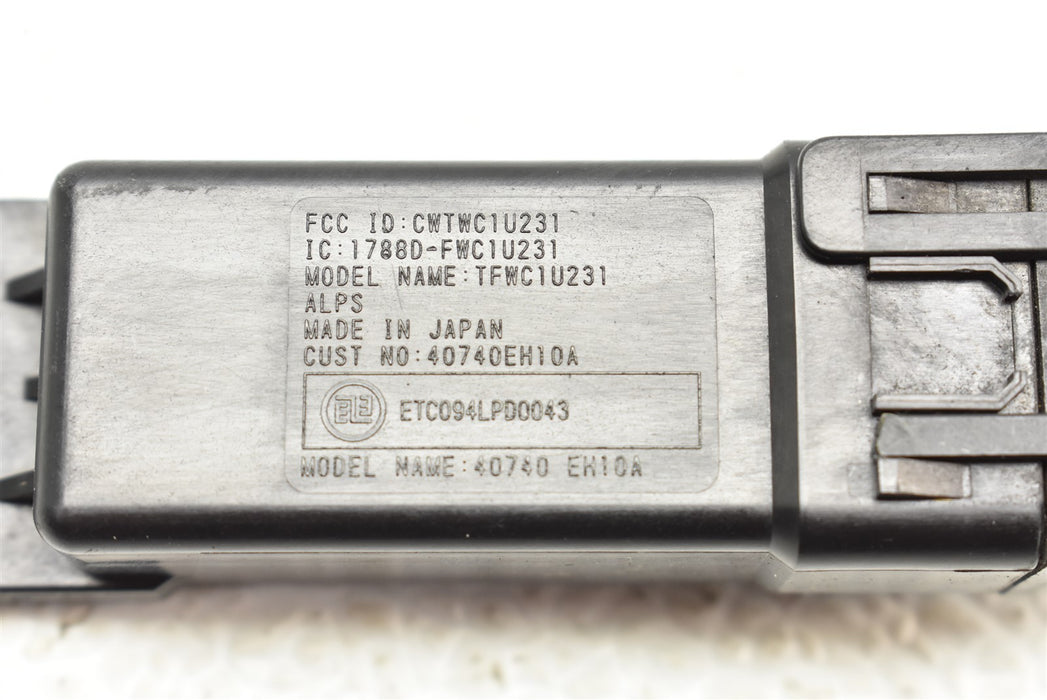 FCC ID:CWTWC1U231
IC:1788D-FWC1U231
MODEL NAME:TFWC1U231
ALPS
MADE IN JAPAN
CUST NO:40740EH10A
ETC094LPD0043
MODEL NAME:40740 EH10A